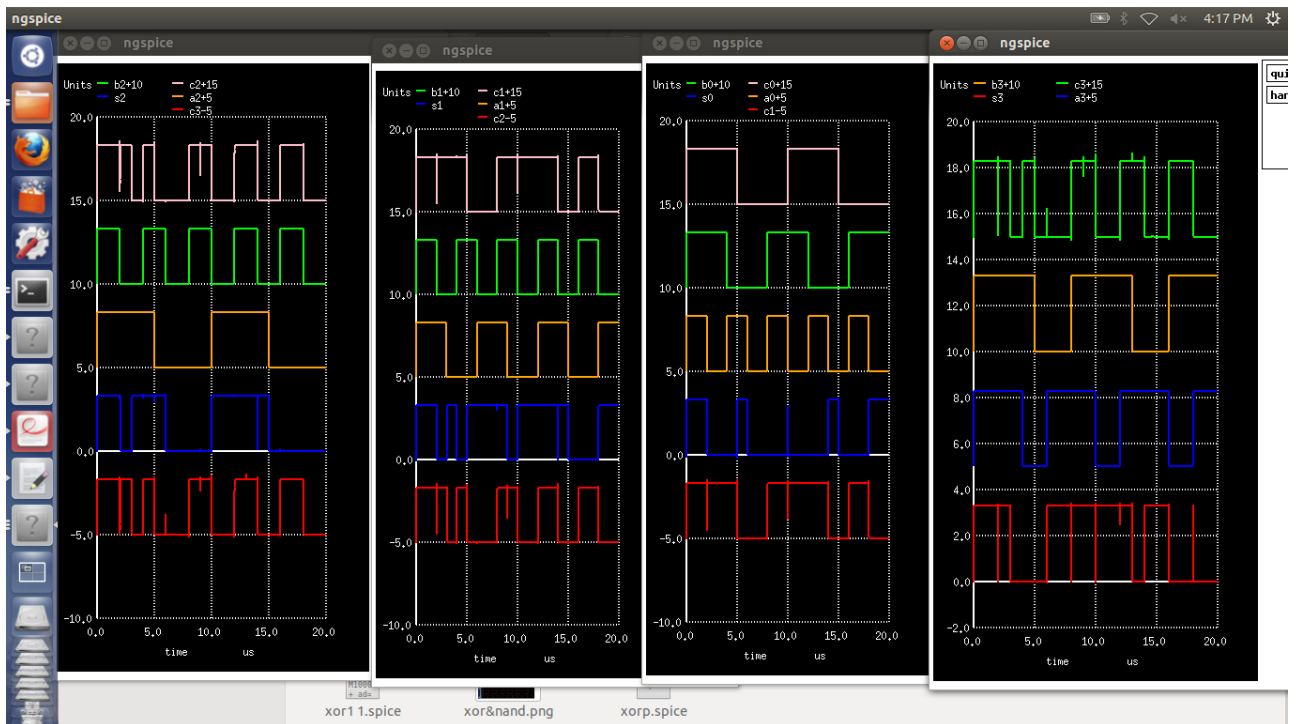 ngspice
4:17 PM
ngspice
Units b2+10 c2+15
s2 a2+5
c3-5
20.0
15.0
10.0
5.0
0.0
-5.0
-10.0
0.0 5.0 10.0 15.0 20.0
time us
ngspice
Units b1+10 c1+15
s1 a1+5
c2-5
20.0
15.0
10.0
5.0
0.0
-5.0
-10.0
0.0 5.0 10.0 15.0 20.0
time us
ngspice
Units b0+10 c0+15
s0 a0+5
c1-5
20.0
15.0
10.0
5.0
0.0
-5.0
-10.0
0.0 5.0 10.0 15.0 20.0
time us
ngspice
Units b3+10 c3+15
s3 a3+5
20.0
18.0
16.0
14.0
12.0
10.0
8.0
6.0
4.0
2.0
0.0
-2.0
0.0 5.0 10.0 15.0 20.0
time us
qui
har
+ ad=
xor1 1.spice xor&nand.png xorp.spice